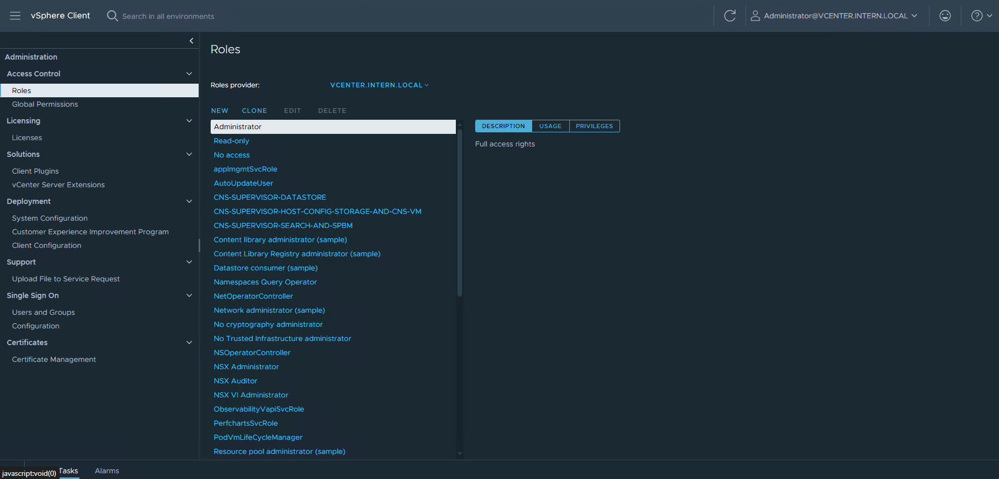 vSphere Client
Search in all environments
Administrator@VCENTER.INTERN.LOCAL
Administration
Access Control
Roles
Global Permissions
Licensing
Licenses
Solutions
Client Plugins
vCenter Server Extensions
Deployment
System Configuration
Customer Experience Improvement Program
Client Configuration
Support
Upload File to Service Request
Single Sign On
Users and Groups
Configuration
Certificates
Certificate Management
Roles
Roles provider: VCENTER.INTERN.LOCAL
NEW CLONE EDIT DELETE
Administrator
Read-only
No access
applmgmtSvcRole
AutoUpdateUser
CNS-SUPERVISOR-DATASTORE
CNS-SUPERVISOR-HOST-CONFIG-STORAGE-AND-CNS-VM
CNS-SUPERVISOR-SEARCH-AND-SPBM
Content library administrator (sample)
Content Library Registry administrator (sample)
Datastore consumer (sample)
Namespaces Query Operator
NetOperatorController
Network administrator (sample)
No cryptography administrator
No Trusted Infrastructure administrator
NSOperatorController
NSX Administrator
NSX Auditor
NSX VI Administrator
ObservabilityVapiSvcRole
PerfchartsSvcRole
PodVmLifeCycleManager
Resource pool administrator (sample)
DESCRIPTION USAGE PRIVILEGES
Full access rights
javascript:void(0)
Tasks Alarms